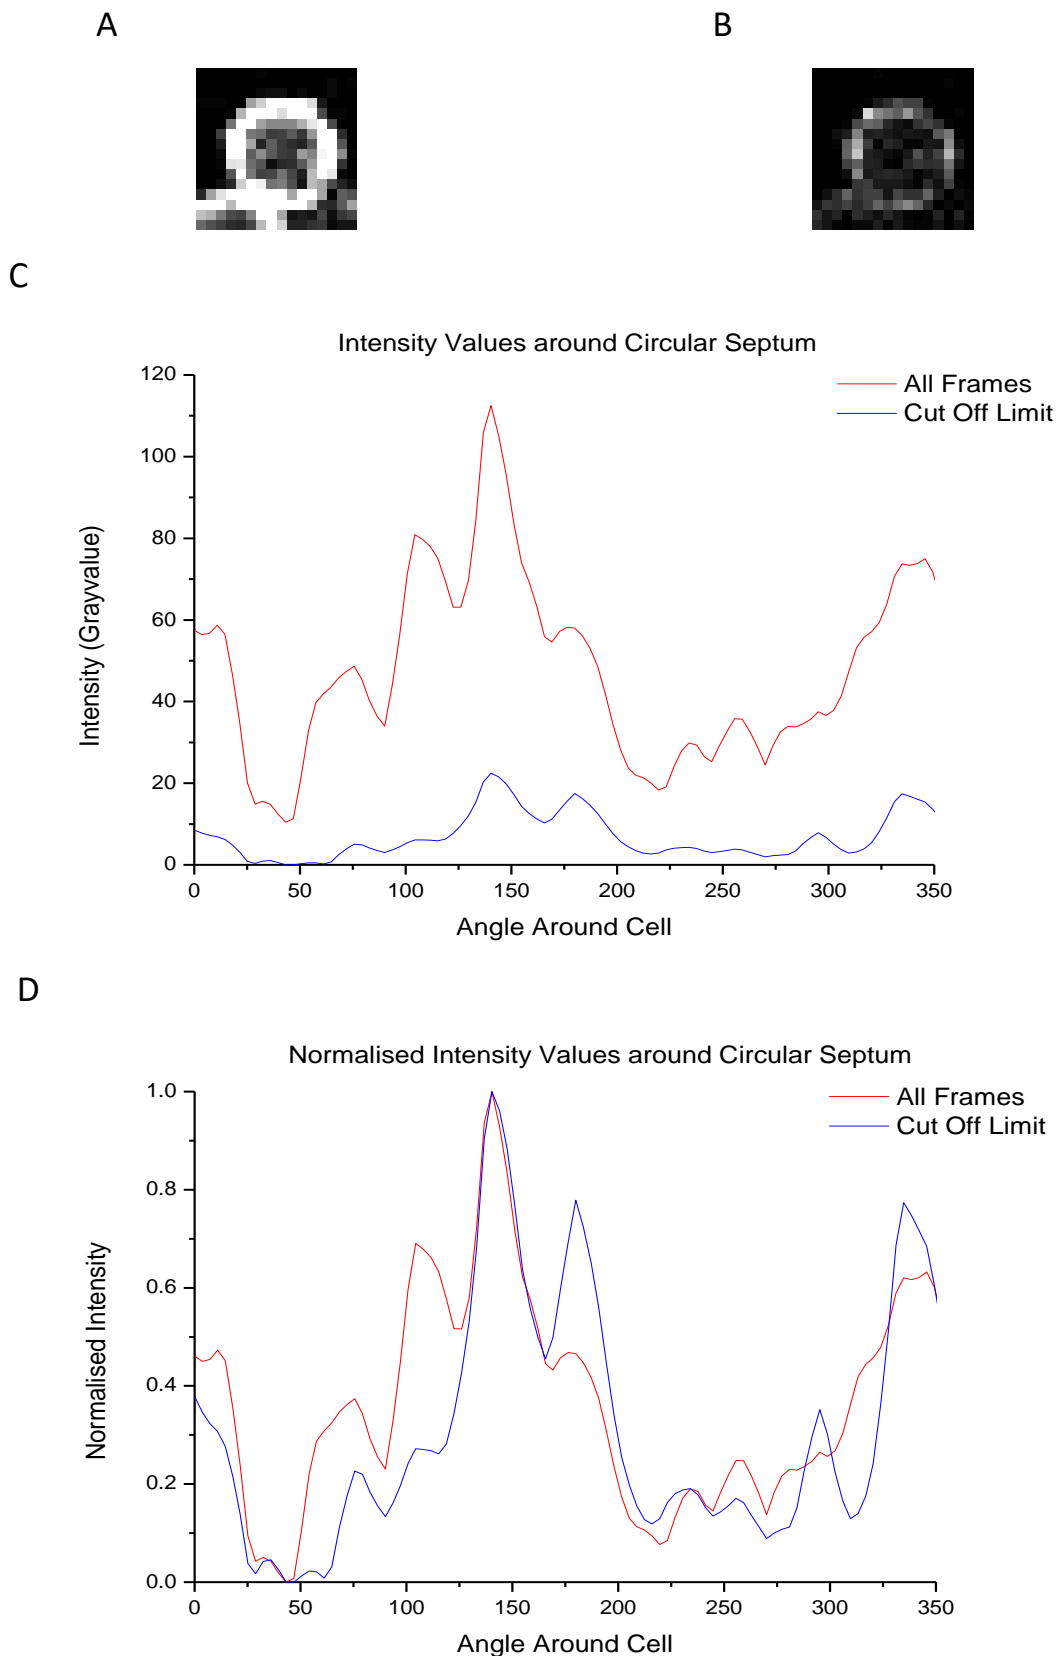 A
B
C
Intensity Values around Circular Septum
All Frames
Cut Off Limit
120
100
80
60
40
20
0
Intensity (Grayvalue)
0 50 100 150 200 250 300 350
Angle Around Cell
D
Normalised Intensity Values around Circular Septum
All Frames
Cut Off Limit
1.0
0.8
0.6
0.4
0.2
0.0
Normalised Intensity
0 50 100 150 200 250 300 350
Angle Around Cell